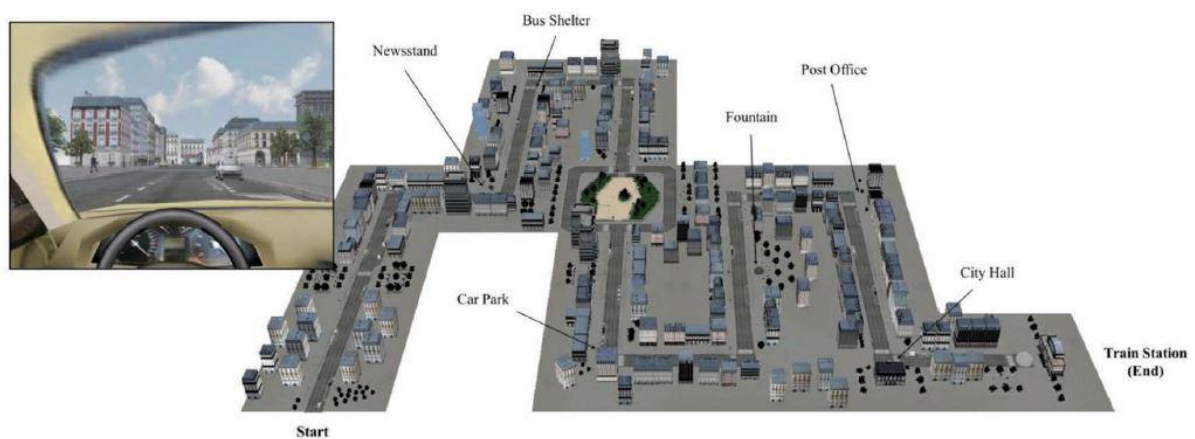 Bus Shelter
Newsstand
Post Office
Fountain
Car Park
City Hall
Train Station
(End)
Start